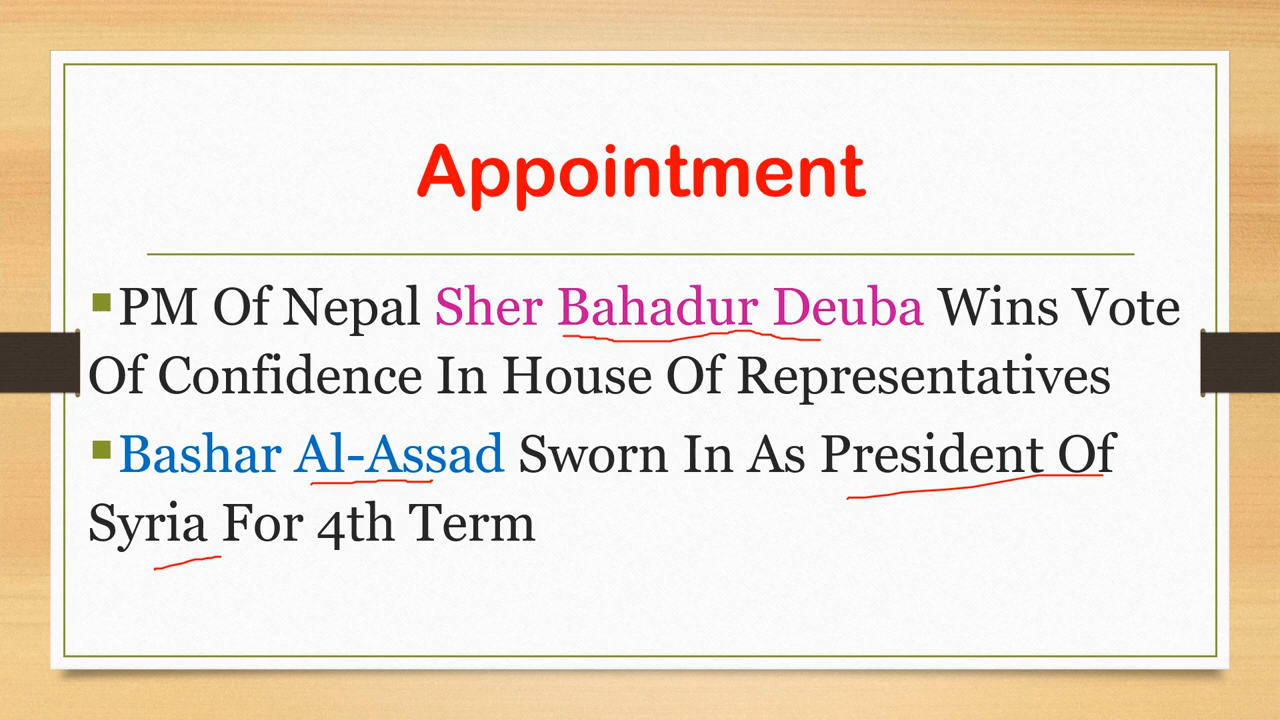 Appointment
PM Of Nepal Sher Bahadur Deuba Wins Vote
Of Confidence In House Of Representatives
Bashar Al-Assad Sworn In As President Of
Syria For 4th Term